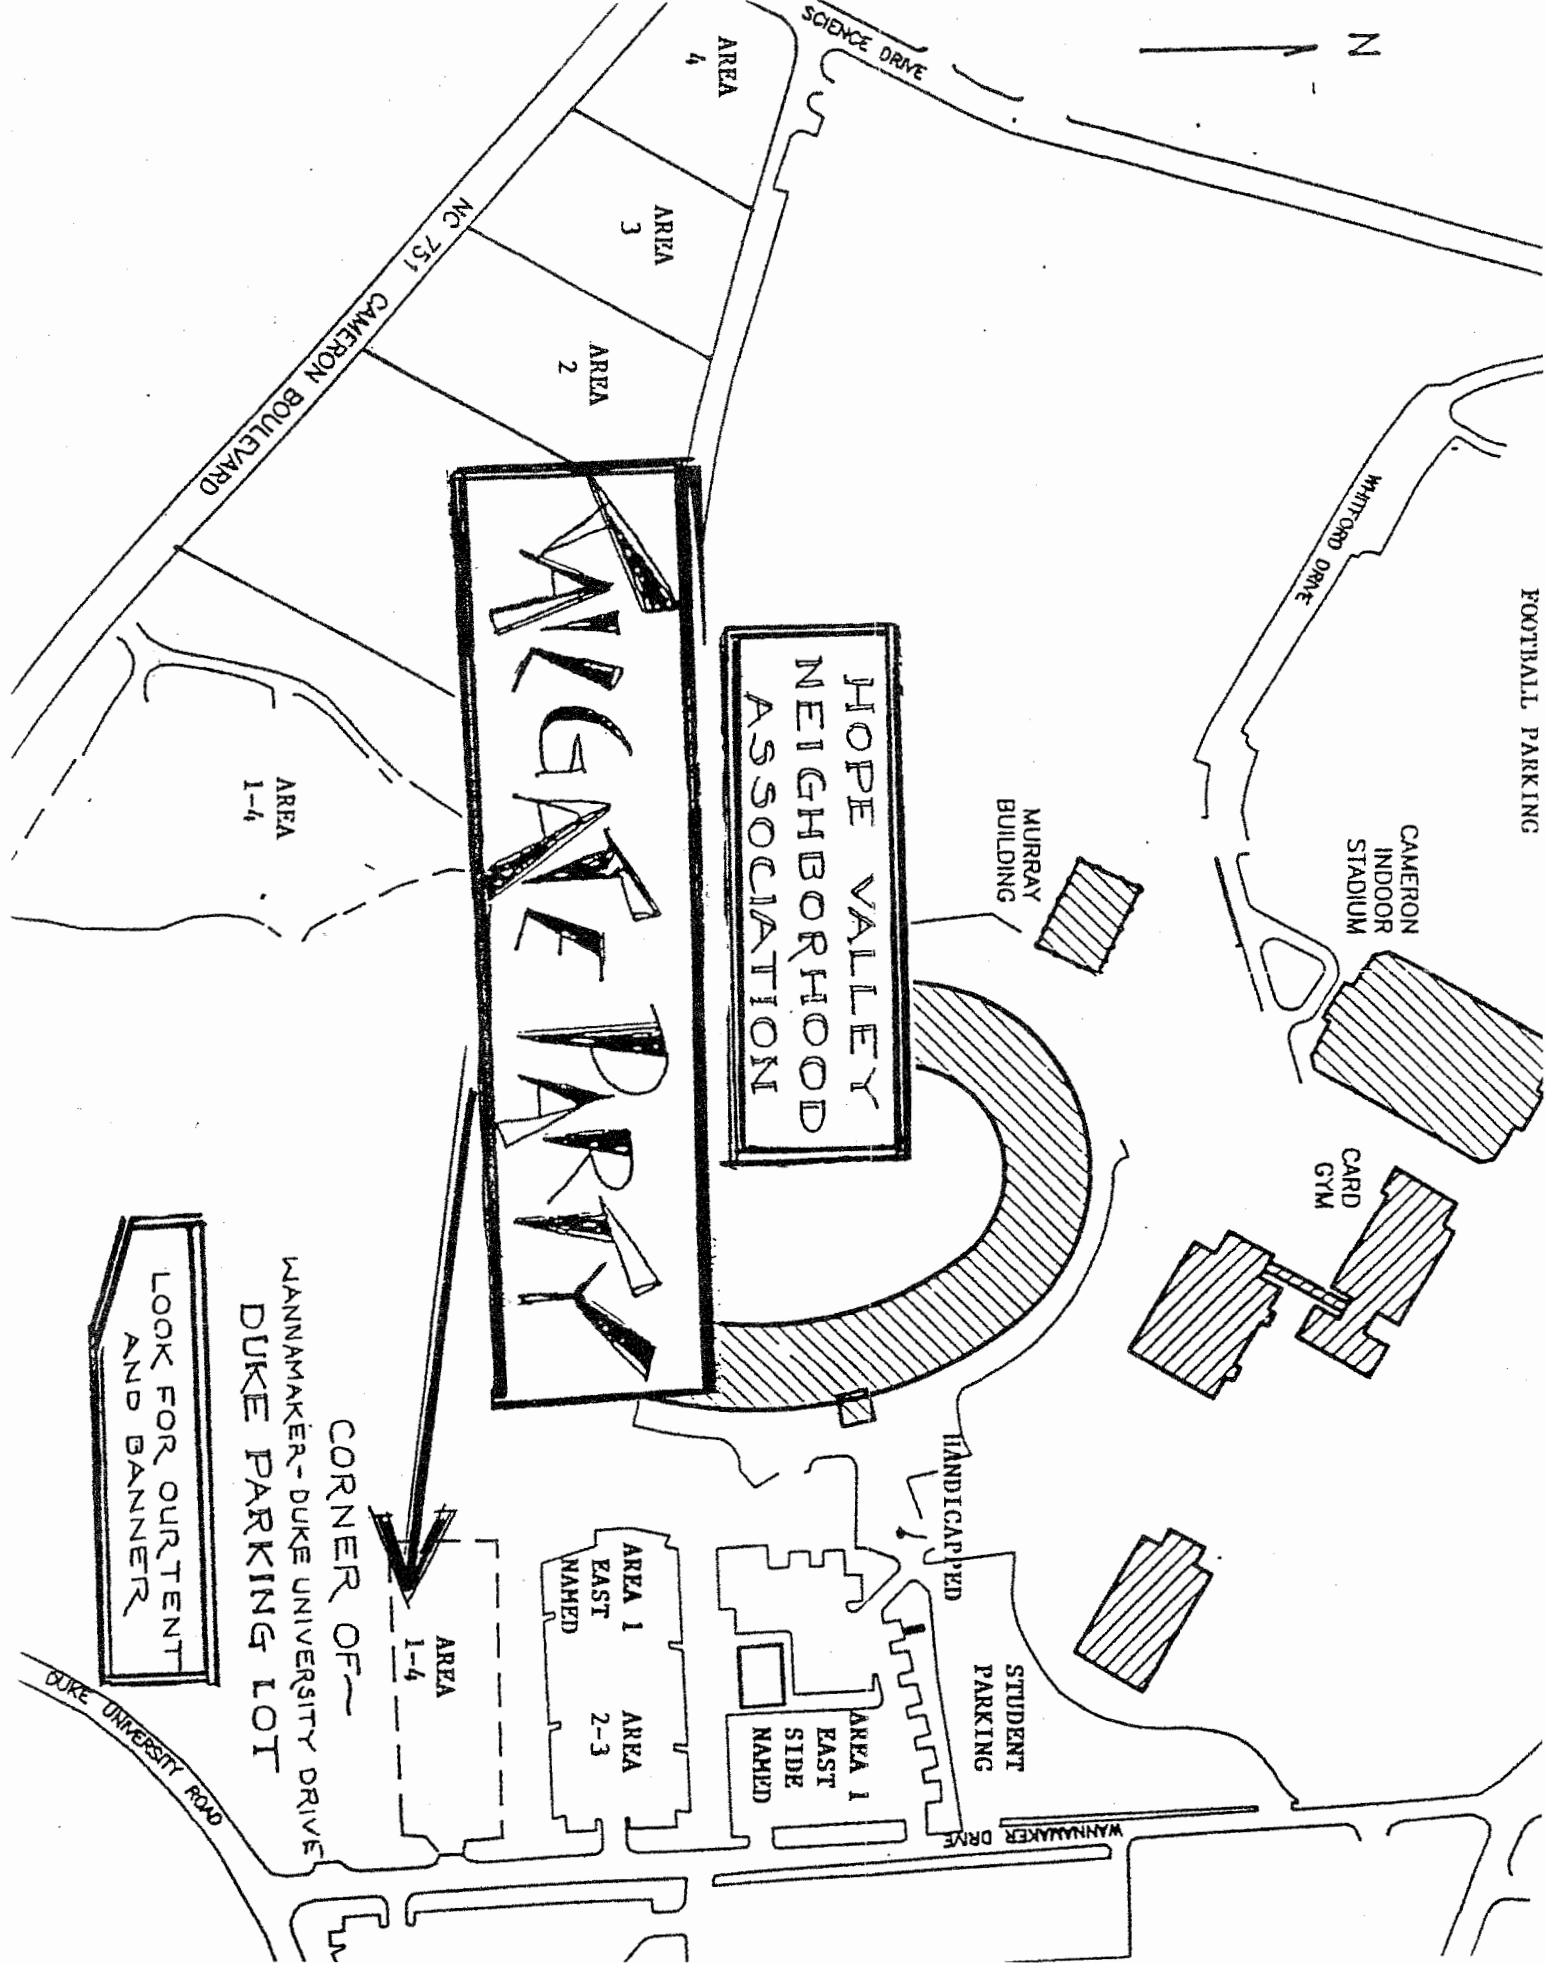 N
SCIENCE DRIVE
AREA
4
AREA
3
AREA
2
NC 751 CAMERON BOULEVARD
WHITFORD DRIVE
FOOTBALL PARKING
CAMERON
INDOOR
STADIUM
MURRAY
BUILDING
CARD
GYM
HOPE VALLEY
NEIGHBORHOOD
ASSOCIATION
TAILGATE PARTY
AREA
1-4
HANDICAPPED
STUDENT
PARKING
AREA 1
EAST
SIDE
NAMED
AREA 1
EAST
NAMED
AREA
2-3
AREA
1-4
CORNER OF~
WANNAMAKER-DUKE UNIVERSITY DRIVE
DUKE PARKING LOT
LOOK FOR OUR TENT
AND BANNER
WANNAMAKER DRIVE
DUKE UNIVERSITY ROAD